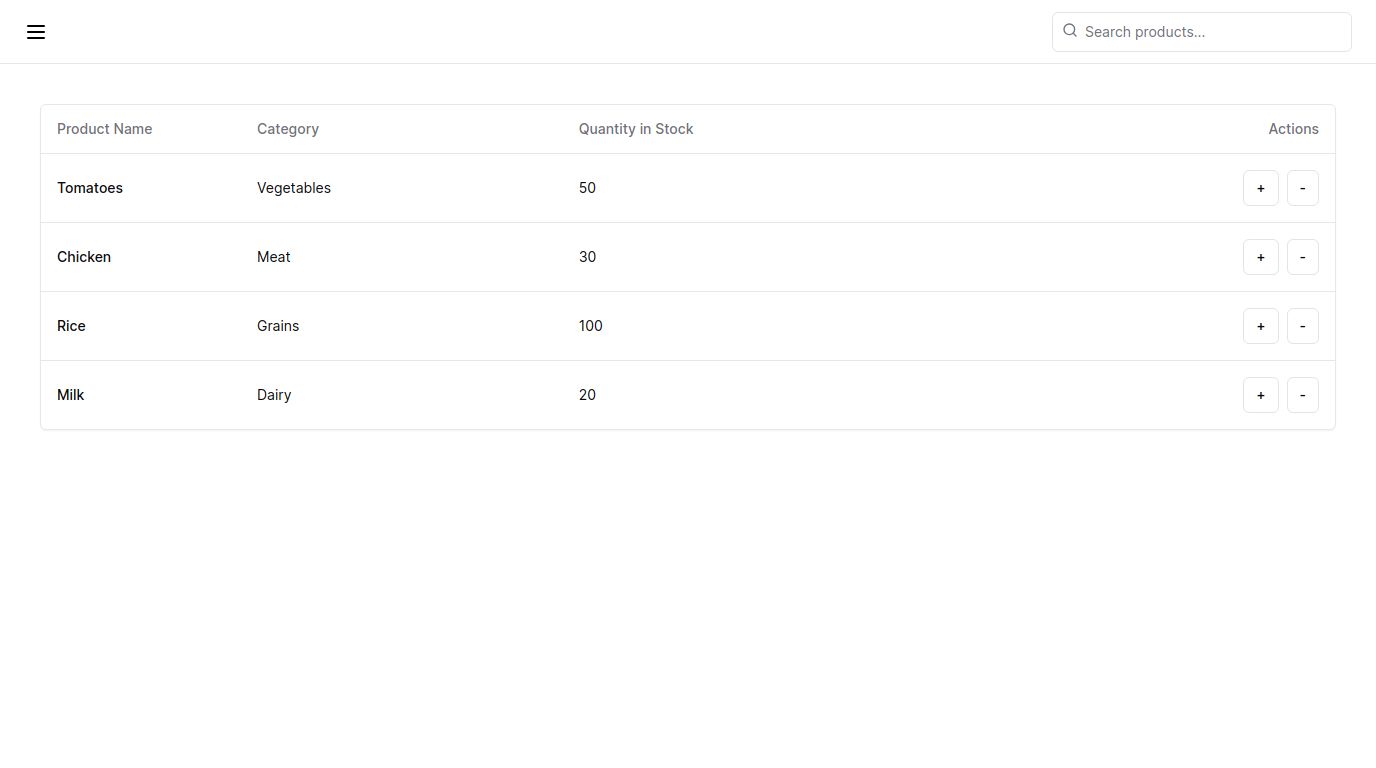 Search products...
Product Name Category Quantity in Stock Actions
Tomatoes Vegetables 50 + -
Chicken Meat 30 + -
Rice Grains 100 + -
Milk Dairy 20 + -